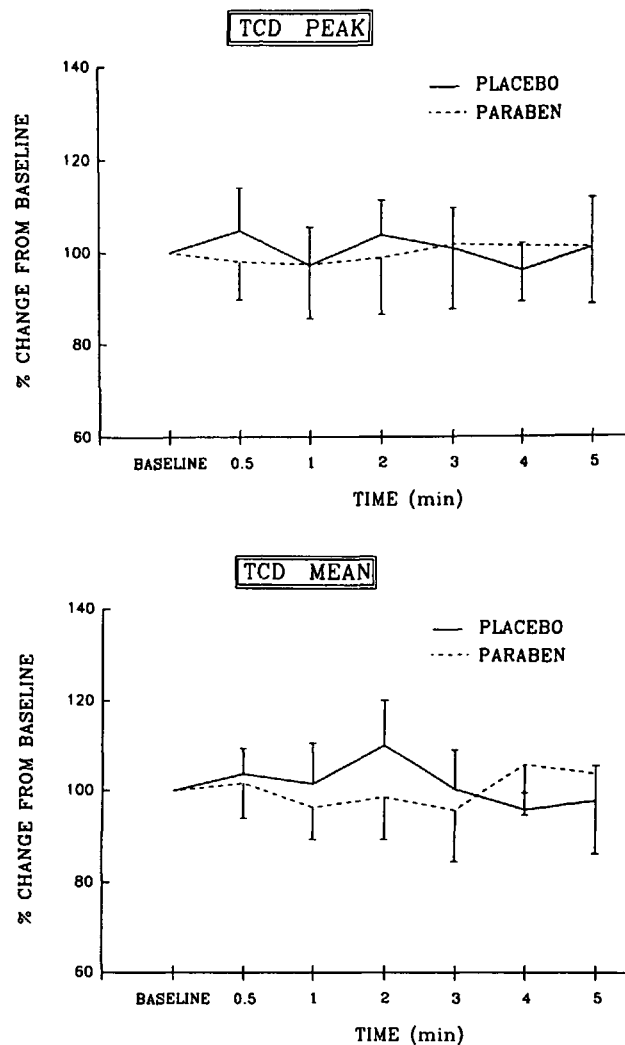 TCD PEAK
140
120
100
80
60
% CHANGE FROM BASELINE
PLACEBO
PARABEN
BASELINE 0.5 1 2 3 4 5
TIME (min)
TCD MEAN
140
120
100
80
60
% CHANGE FROM BASELINE
PLACEBO
PARABEN
BASELINE 0.5 1 2 3 4 5
TIME (min)